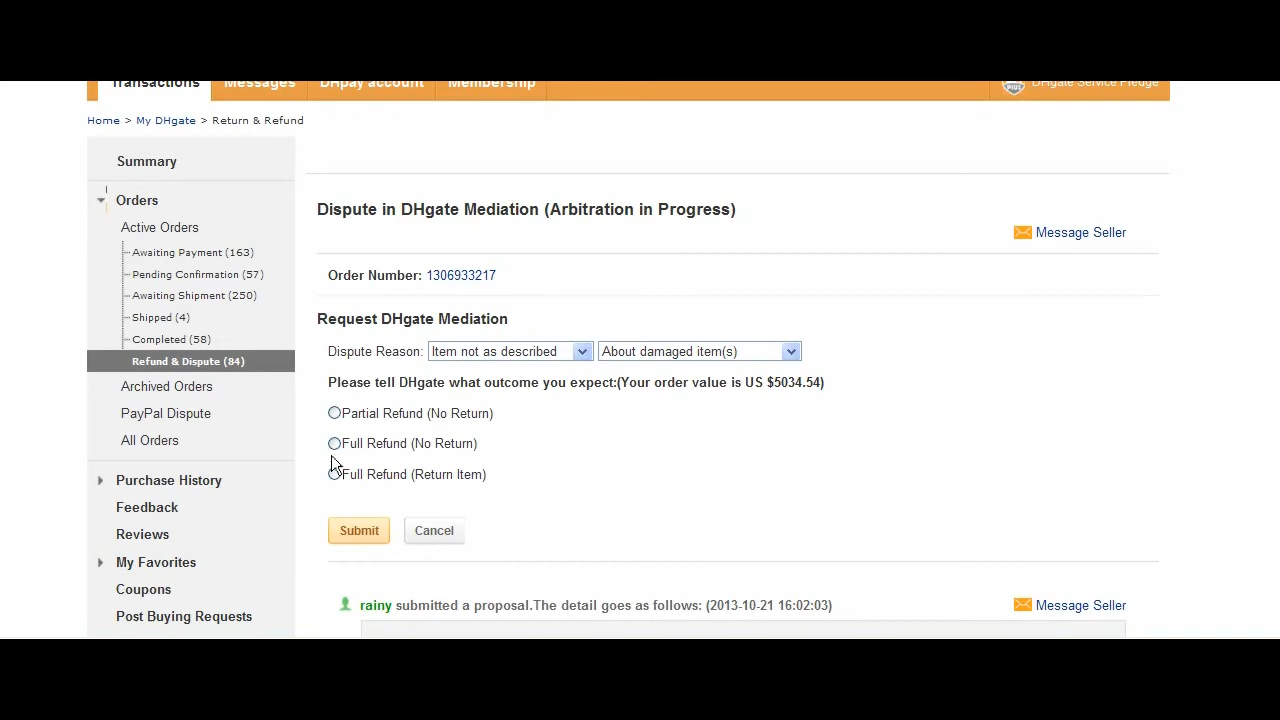 Transactions Messages DHpay account Membership DHgate Service Pledge
PLUS
Home > My DHgate > Return & Refund
Summary
Orders
Active Orders
Awaiting Payment (163)
Pending Confirmation (57)
Awaiting Shipment (250)
Shipped (4)
Completed (58)
Refund & Dispute (84)
Archived Orders
PayPal Dispute
All Orders
Purchase History
Feedback
Reviews
My Favorites
Coupons
Post Buying Requests
Dispute in DHgate Mediation (Arbitration in Progress)
Message Seller
Order Number: 1306933217
Request DHgate Mediation
Dispute Reason: Item not as described About damaged item(s)
Please tell DHgate what outcome you expect:(Your order value is US $5034.54)
Partial Refund (No Return)
Full Refund (No Return)
Full Refund (Return Item)
Submit Cancel
rainy submitted a proposal.The detail goes as follows: (2013-10-21 16:02:03) Message Seller